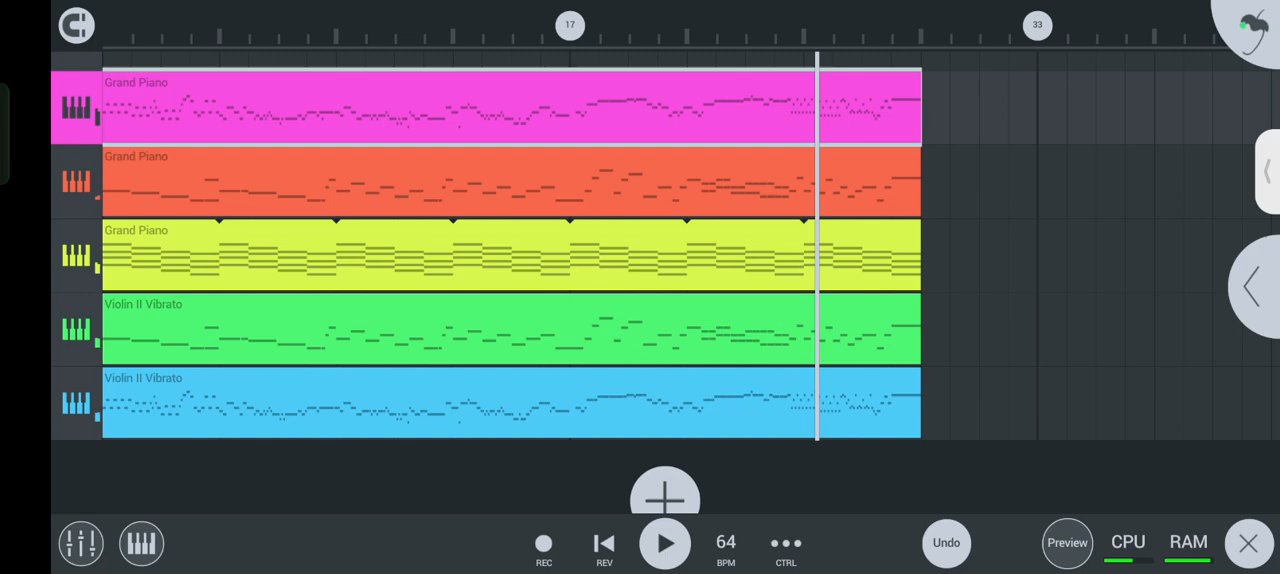 17
33
Grand Piano
Grand Piano
Grand Piano
Violin II Vibrato
Violin II Vibrato
64
Undo
Preview
CPU
RAM
REC
REV
BPM
CTRL